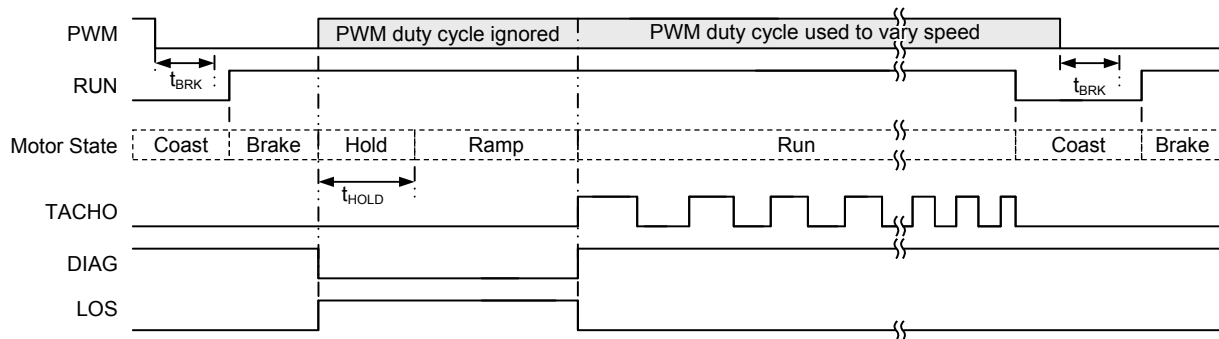 PWM
PWM duty cycle ignored
PWM duty cycle used to vary speed
tBRK
tBRK
RUN
Motor State
Coast
Brake
Hold
Ramp
Run
Coast
Brake
tHOLD
TACHO
DIAG
LOS